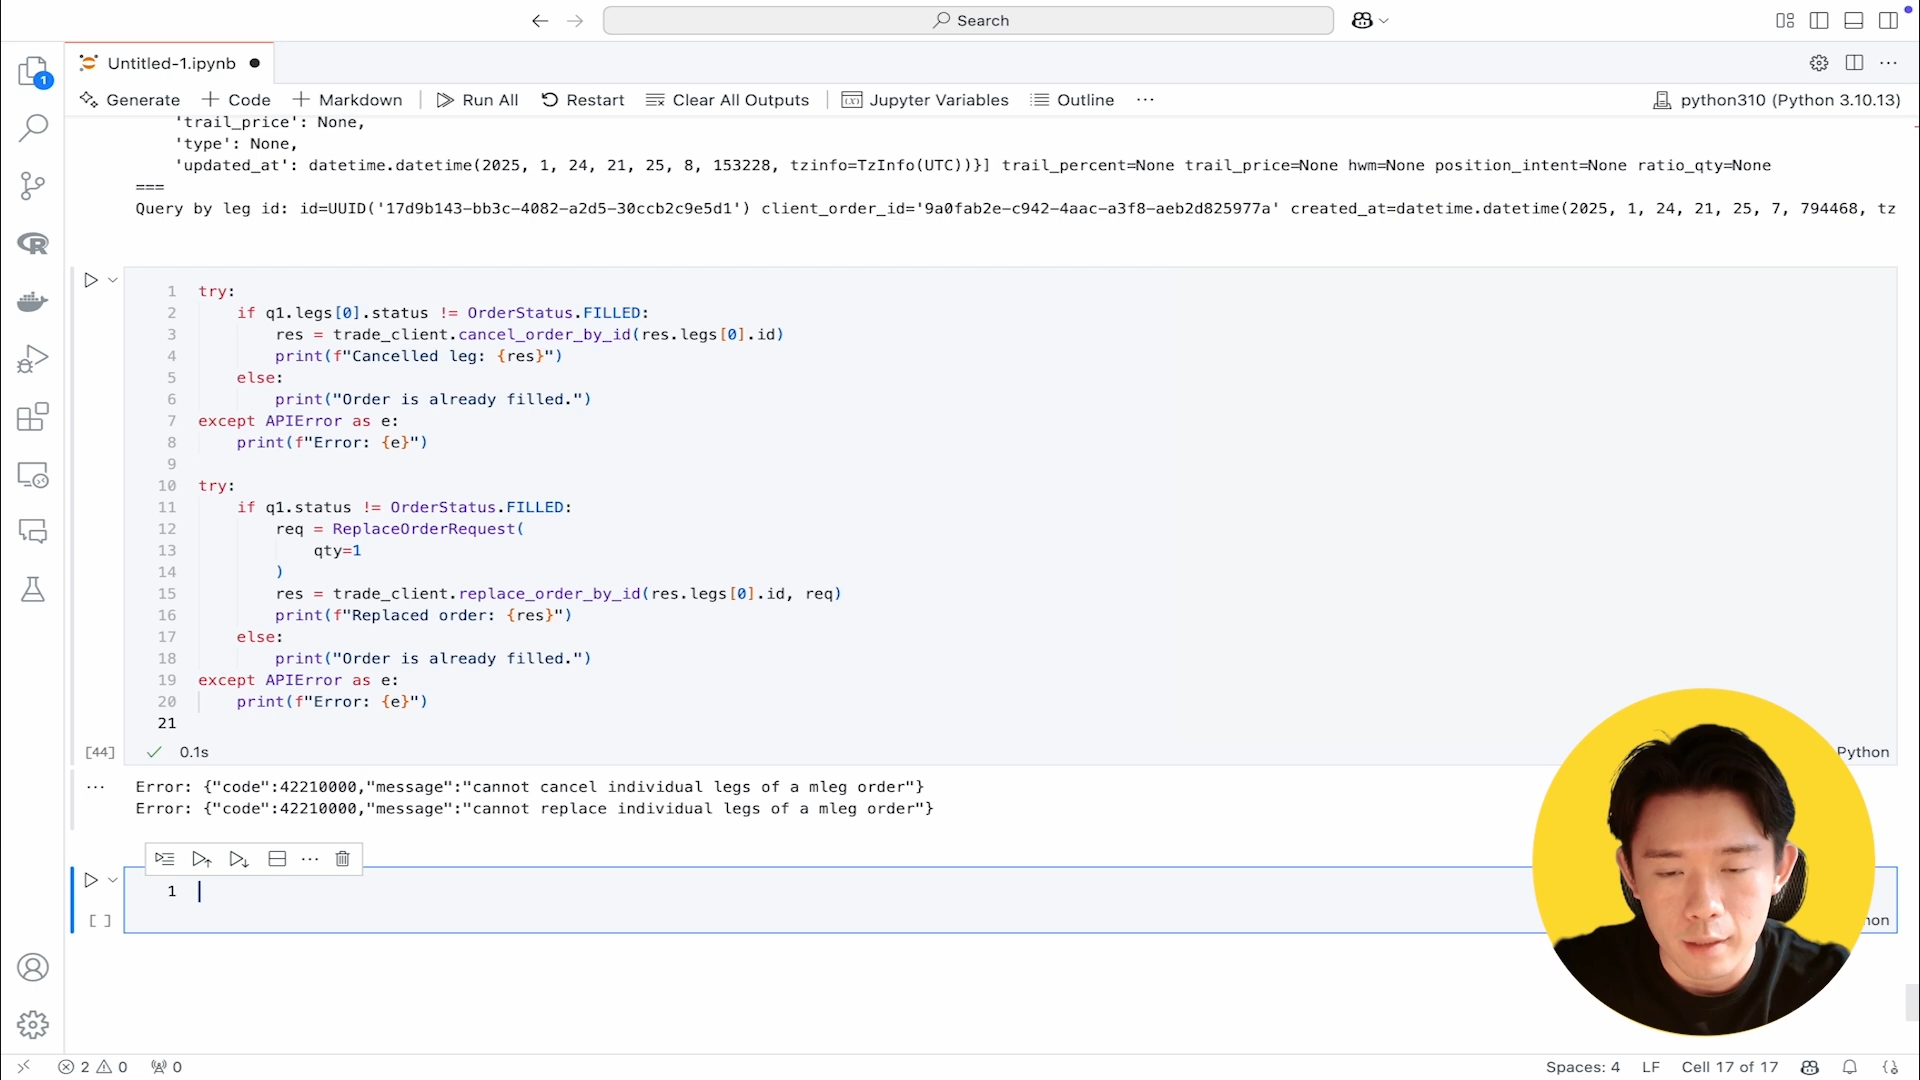 Search
Untitled-1.ipynb
1
Generate Code Markdown Run All Restart Clear All Outputs Jupyter Variables Outline ... python310 (Python 3.10.13)
'trail_price': None,
'type': None,
'updated_at': datetime.datetime(2025, 1, 24, 21, 25, 8, 153228, tzinfo=TzInfo(UTC))}] trail_percent=None trail_price=None hwm=None position_intent=None ratio_qty=None
===
Query by leg id: id=UUID('17d9b143-bb3c-4082-a2d5-30ccb2c9e5d1') client_order_id='9a0fab2e-c942-4aac-a3f8-aeb2d825977a' created_at=datetime.datetime(2025, 1, 24, 21, 25, 7, 794468, tz
1 try:
2     if q1.legs[0].status != OrderStatus.FILLED:
3         res = trade_client.cancel_order_by_id(res.legs[0].id)
4         print(f"Cancelled leg: {res}")
5     else:
6         print("Order is already filled.")
7 except APIError as e:
8     print(f"Error: {e}")
9
10 try:
11     if q1.status != OrderStatus.FILLED:
12         req = ReplaceOrderRequest(
13             qty=1
14         )
15         res = trade_client.replace_order_by_id(res.legs[0].id, req)
16         print(f"Replaced order: {res}")
17     else:
18         print("Order is already filled.")
19 except APIError as e:
20     print(f"Error: {e}")
21
[44] 0.1s Python
... Error: {"code":42210000,"message":"cannot cancel individual legs of a mleg order"}
Error: {"code":42210000,"message":"cannot replace individual legs of a mleg order"}
1
[ ]
2 0 0 Spaces: 4 LF Cell 17 of 17